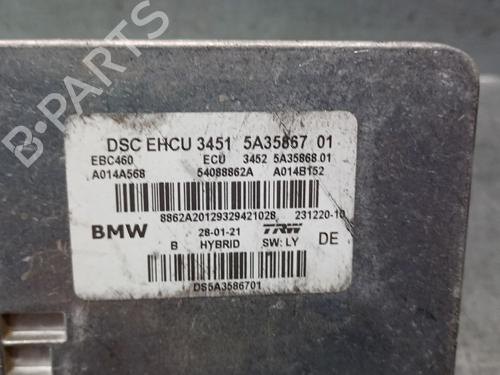 DSC EHCU 3451 5A35867 01
EBC460 ECU 3452 5A35868 01
A014A568 54088862A A014B152
8862A20129329421028 231220-10
BMW 28-01-21 TRW DE
B HYBRID SW: LY
DS5A3586701
B-PARTS